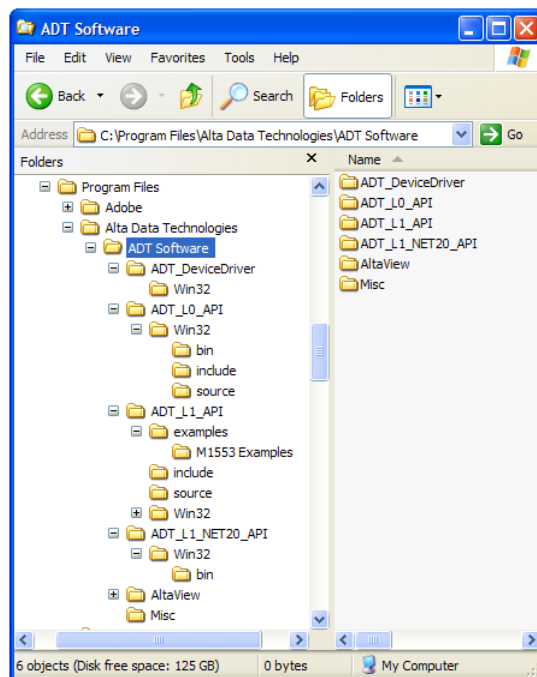 ADT Software
File Edit View Favorites Tools Help
Back Search Folders
Address C:\Program Files\Alta Data Technologies\ADT Software Go
Folders
Program Files
Adobe
Alta Data Technologies
ADT Software
ADT_DeviceDriver
Win32
ADT_L0_API
Win32
bin
include
source
ADT_L1_API
examples
M1553 Examples
include
source
Win32
ADT_L1_NET20_API
Win32
bin
AltaView
Misc
Name
ADT_DeviceDriver
ADT_L0_API
ADT_L1_API
ADT_L1_NET20_API
AltaView
Misc
6 objects (Disk free space: 125 GB) 0 bytes My Computer